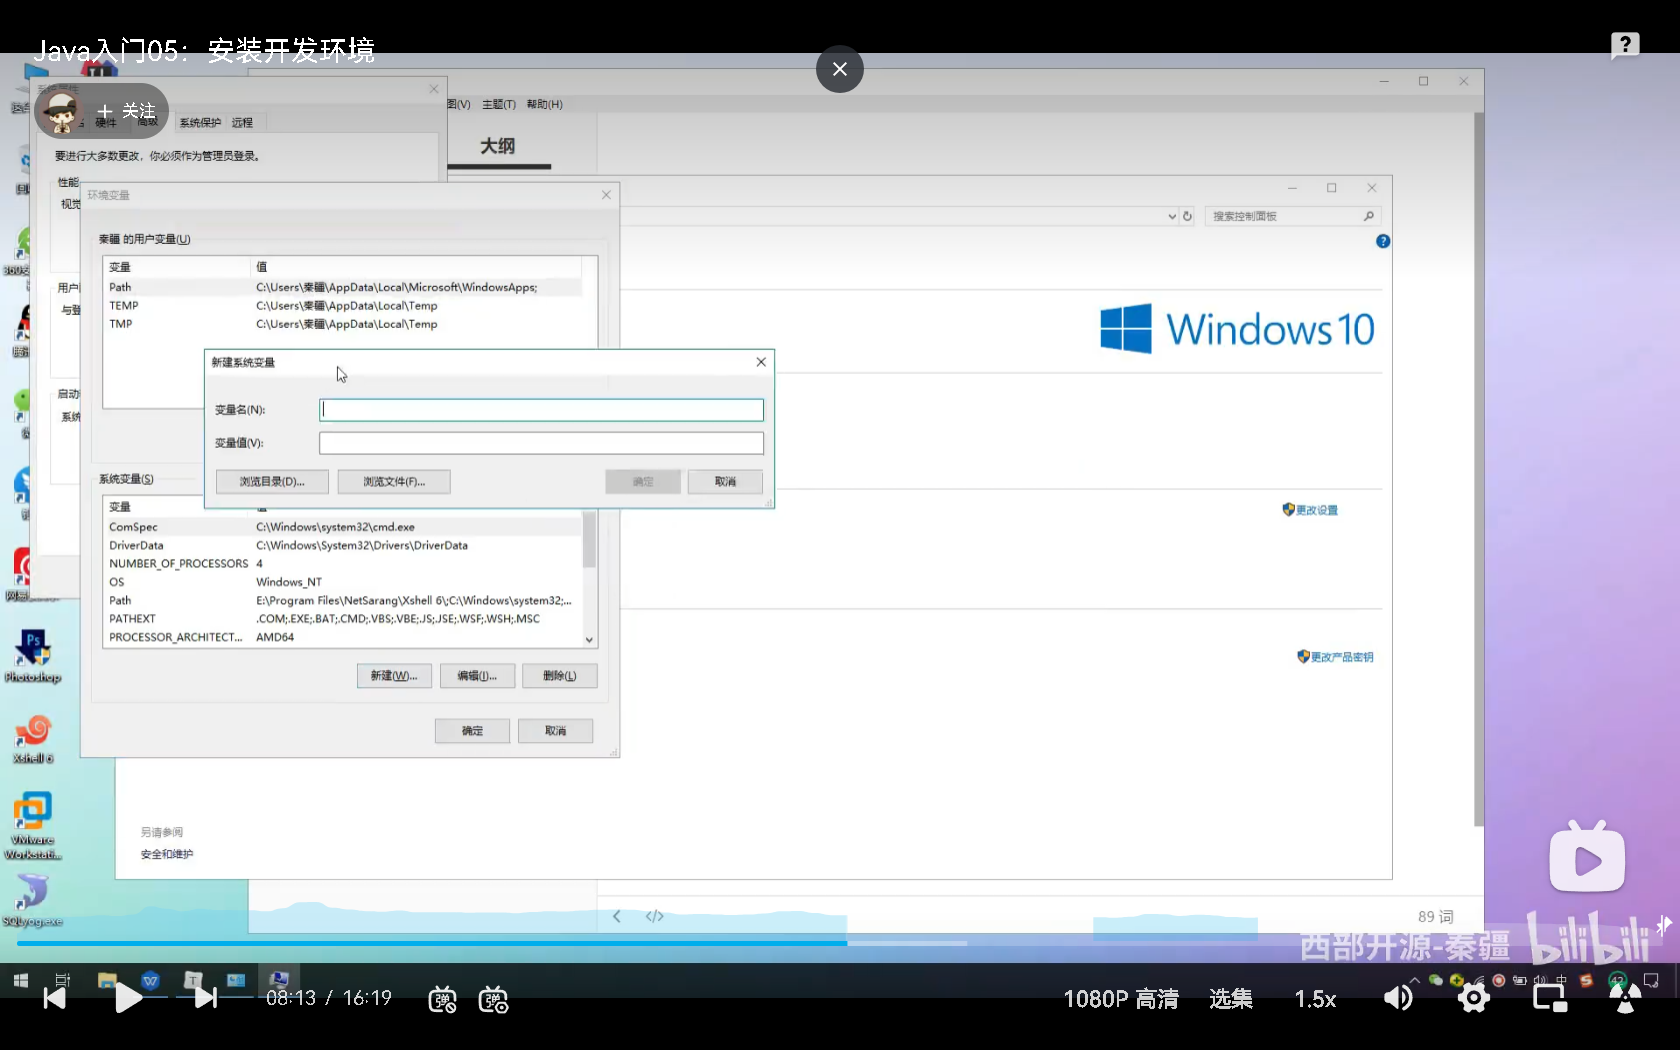 Java入门05：安装开发环境
+ 关注
硬件 高级 系统保护 远程
要进行大多数更改，你必须作为管理员登录。
性能
视觉
与登
启动
系统
图(V) 主题(T) 帮助(H)
大纲
搜索控制面板
Windows 10
更改设置
更改产品密钥
环境变量
秦疆 的用户变量(U)
变量 值
Path C:\Users\秦疆\AppData\Local\Microsoft\WindowsApps;
TEMP C:\Users\秦疆\AppData\Local\Temp
TMP C:\Users\秦疆\AppData\Local\Temp
新建系统变量
变量名(N):
变量值(V):
浏览目录(D)... 浏览文件(F)... 确定 取消
系统变量(S)
变量 值
ComSpec C:\Windows\system32\cmd.exe
DriverData C:\Windows\System32\Drivers\DriverData
NUMBER_OF_PROCESSORS 4
OS Windows_NT
Path E:\Program Files\NetSarang\Xshell 6\;C:\Windows\system32;...
PATHEXT .COM;.EXE;.BAT;.CMD;.VBS;.VBE;.JS;.JSE;.WSF;.WSH;.MSC
PROCESSOR_ARCHITECT... AMD64
新建(W)... 编辑(I)... 删除(L)
确定 取消
Photoshop
Xshell 6
VMware
Workstati...
SQLyog.exe
另请参阅
安全和维护
</> 89 词
西部开源-秦疆 bilibili
中 42
08:13 / 16:19 弹 弹 1080P 高清 选集 1.5x